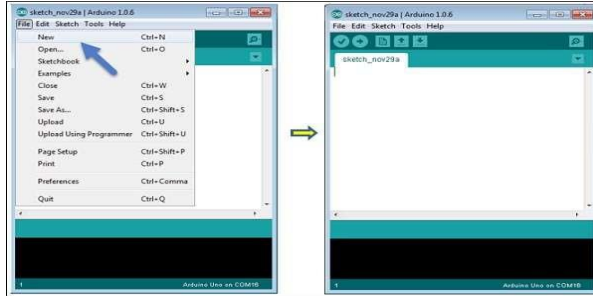 sketch_nov29a | Arduino 1.0.6
File Edit Sketch Tools Help
New Ctrl+N
Open... Ctrl+O
Sketchbook
Examples
Close Ctrl+W
Save Ctrl+S
Save As... Ctrl+Shift+S
Upload Ctrl+U
Upload Using Programmer Ctrl+Shift+U
Page Setup Ctrl+Shift+P
Print Ctrl+P
Preferences Ctrl+Comma
Quit Ctrl+Q
1 Arduino Uno on COM16
sketch_nov29a | Arduino 1.0.6
File Edit Sketch Tools Help
sketch_nov29a
1 Arduino Uno on COM16